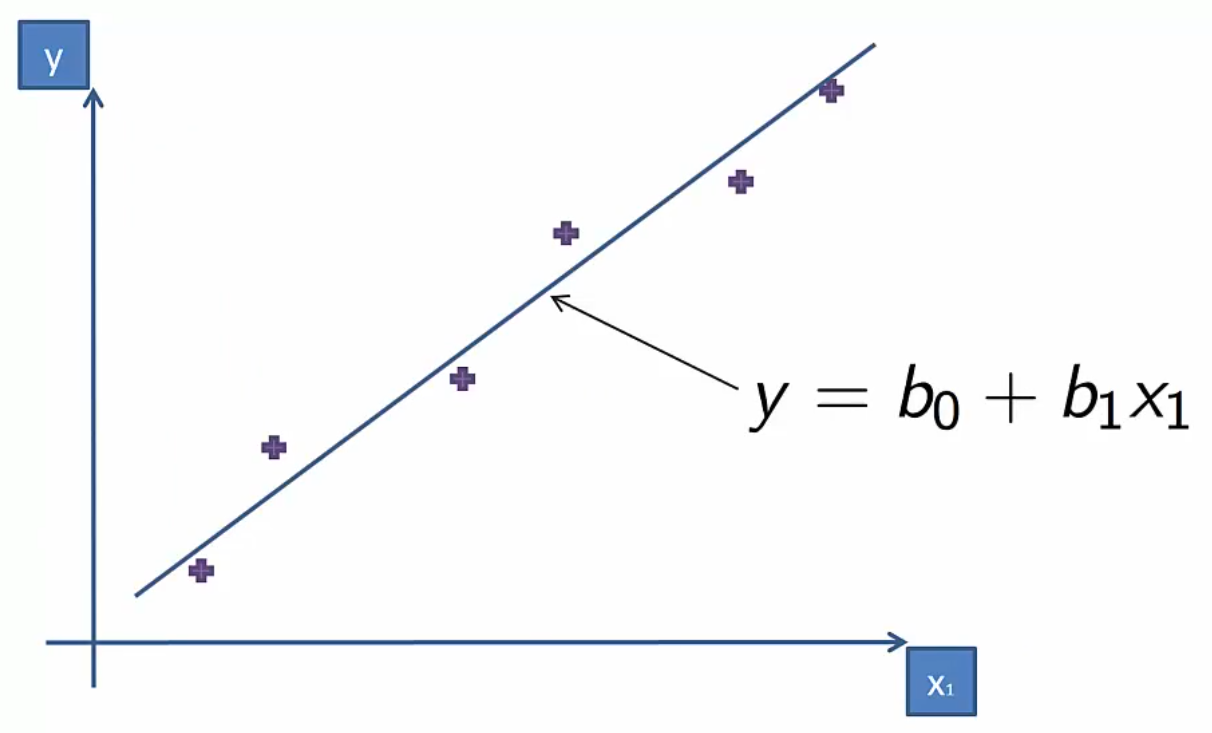 y
y = b₀ + b₁x₁
x₁